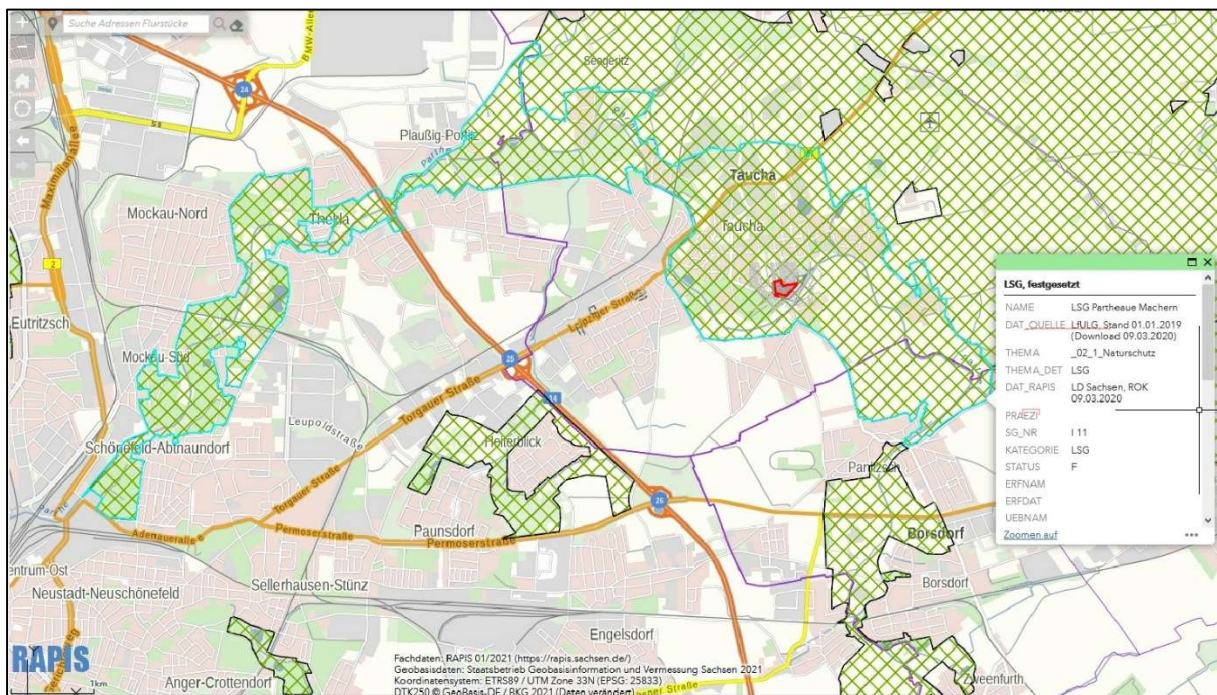 Suche Adressen Flurstücke
24
BMW-Allee
S8
Maximilianallee
Seegeritz
Plaußig-Portitz
Parthe
Taucha
Taucha
Mockau-Nord
Thekla
2
Eutritzsch
Mockau-Süd
Leipziger Straße
25
14
Torgauer Straße
Leupoldstraße
Heiterblick
Schönefeld-Abtnaundorf
Parthe
Torgauer Straße
26
Panitzsch
Adenauerallee
Permoserstraße
Paunsdorf
Permoserstraße
Borsdorf
Borsdorf
entrum-Ost
Neustadt-Neuschönefeld
Sellerhausen-Stünz
Engelsdorf
Zweenfurth
Anger-Crottendorf
LSG, festgesetzt
NAME LSG Partheaue Machern
DAT_QUELLE LfULG, Stand 01.01.2019
(Download 09.03.2020)
THEMA _02_1_Naturschutz
THEMA_DET LSG
DAT_RAPIS LD Sachsen, ROK
09.03.2020
PRAEZI
SG_NR l 11
KATEGORIE LSG
STATUS F
ERFNAM
ERFDAT
UEBNAM
Zoomen auf
RAPIS
1km
Fachdaten: RAPIS 01/2021 (https://rapis.sachsen.de/)
Geobasisdaten: Staatsbetrieb Geobasisinformation und Vermessung Sachsen 2021
Koordinatensystem: ETRS89 / UTM Zone 33N (EPSG: 25833)
DTK250 © GeoBasis-DE / BKG 2021 (Daten verändert)